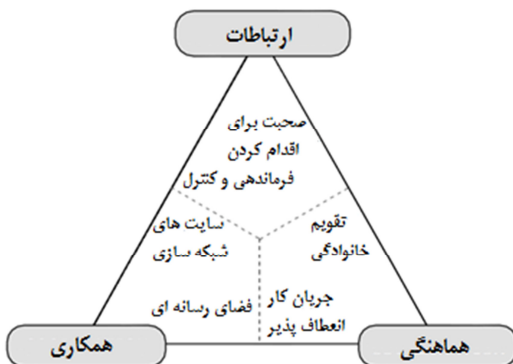 ارتباطات
صحبت برای
اقدام کردن
فرماندهی و کنترل
تقویم
خانوادگی
سایت های
شبکه سازی
جریان کار
انعطاف پذیر
فضای رسانه ای
هماهنگی
همکاری